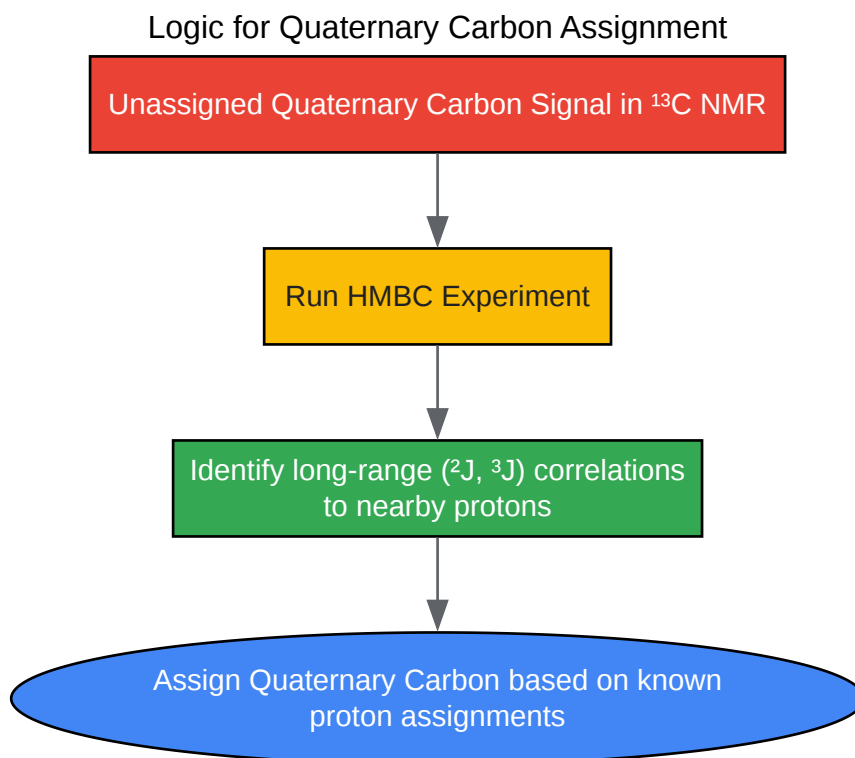 Logic for Quaternary Carbon Assignment
Unassigned Quaternary Carbon Signal in ¹³C NMR
Run HMBC Experiment
Identify long-range (²J, ³J) correlations
to nearby protons
Assign Quaternary Carbon based on known
proton assignments